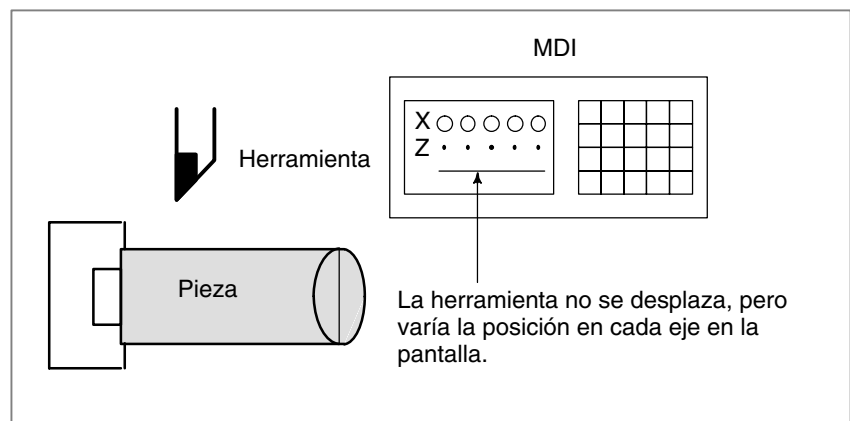 MDI
X
Z
Herramienta
Pieza
La herramienta no se desplaza, pero
varía la posición en cada eje en la
pantalla.